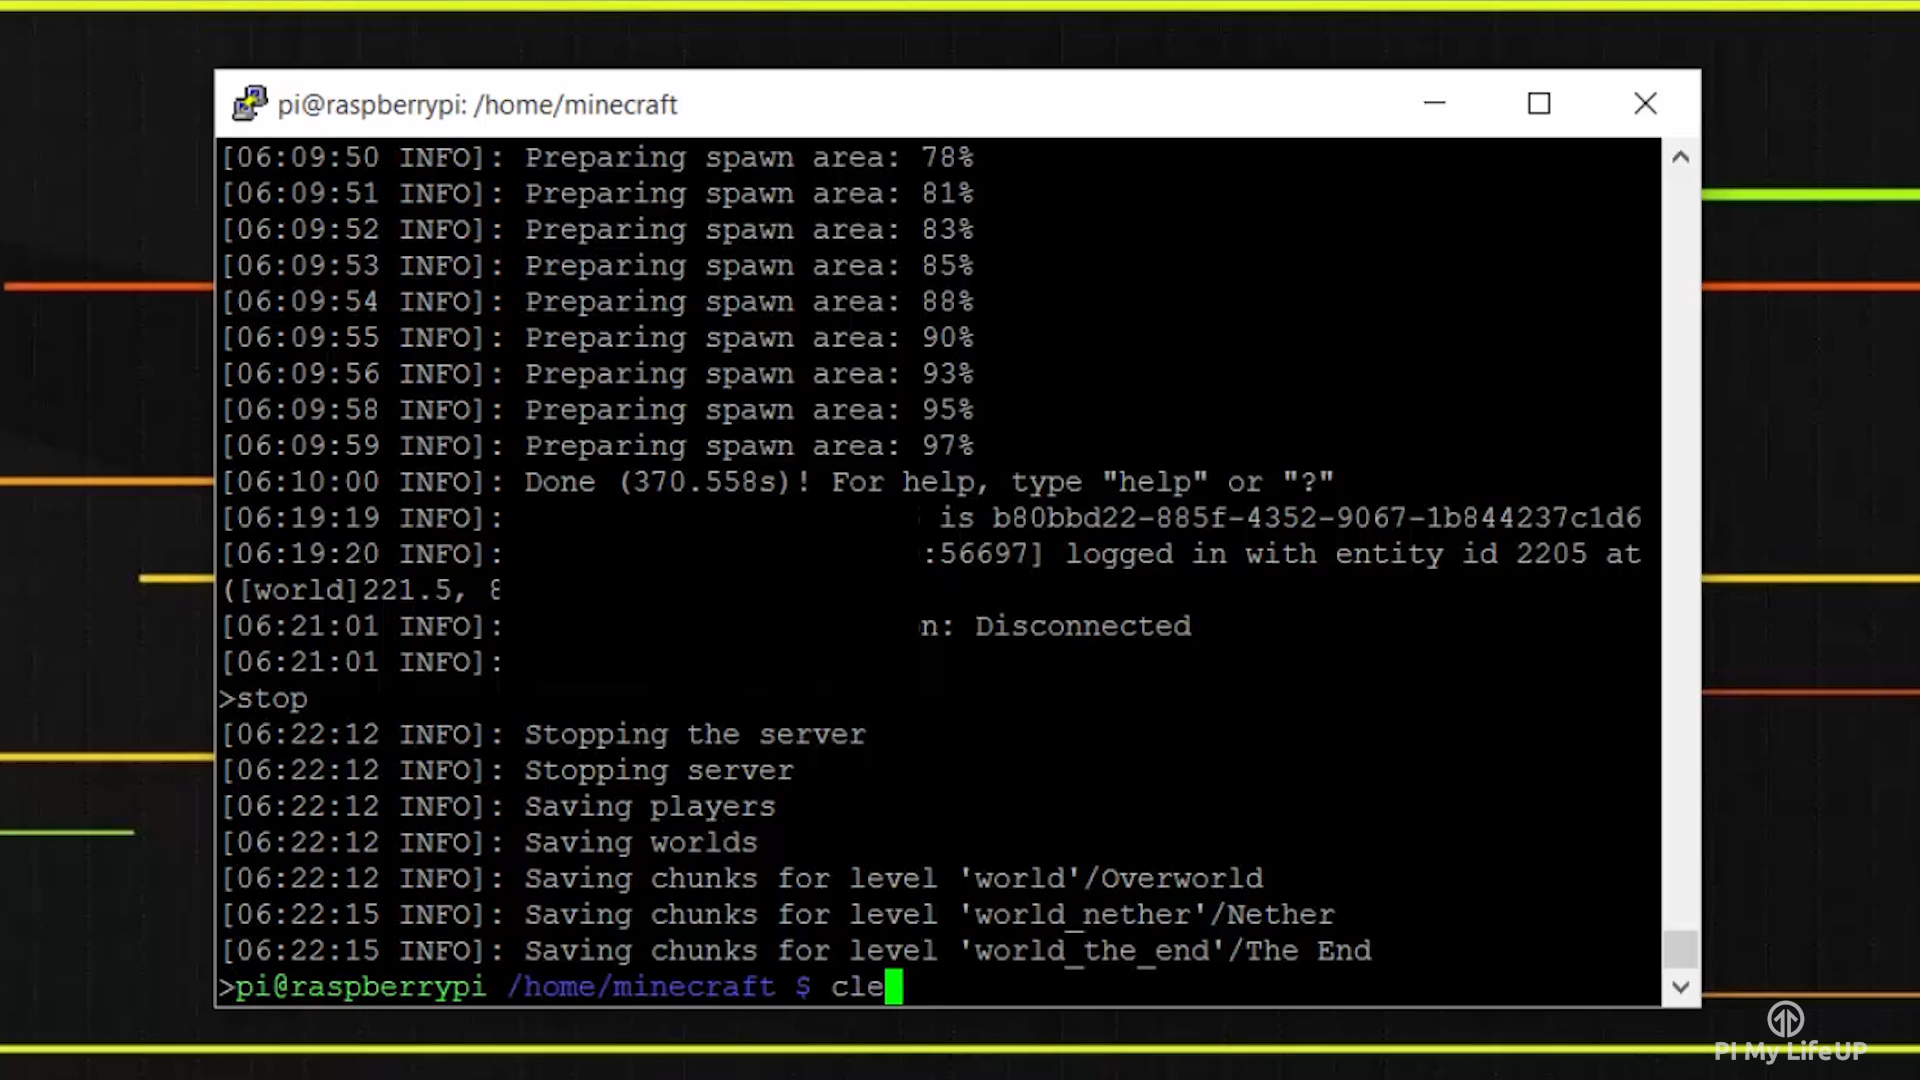 pi@raspberrypi: /home/minecraft
[06:09:50 INFO]: Preparing spawn area: 78%
[06:09:51 INFO]: Preparing spawn area: 81%
[06:09:52 INFO]: Preparing spawn area: 83%
[06:09:53 INFO]: Preparing spawn area: 85%
[06:09:54 INFO]: Preparing spawn area: 88%
[06:09:55 INFO]: Preparing spawn area: 90%
[06:09:56 INFO]: Preparing spawn area: 93%
[06:09:58 INFO]: Preparing spawn area: 95%
[06:09:59 INFO]: Preparing spawn area: 97%
[06:10:00 INFO]: Done (370.558s)! For help, type "help" or "?"
[06:19:19 INFO]: is b80bbd22-885f-4352-9067-1b844237c1d6
[06:19:20 INFO]: :56697] logged in with entity id 2205 at
([world]221.5, 8
[06:21:01 INFO]: n: Disconnected
[06:21:01 INFO]:
>stop
[06:22:12 INFO]: Stopping the server
[06:22:12 INFO]: Stopping server
[06:22:12 INFO]: Saving players
[06:22:12 INFO]: Saving worlds
[06:22:12 INFO]: Saving chunks for level 'world'/Overworld
[06:22:15 INFO]: Saving chunks for level 'world_nether'/Nether
[06:22:15 INFO]: Saving chunks for level 'world_the_end'/The End
>pi@raspberrypi /home/minecraft $ cle
PI My LifeUP